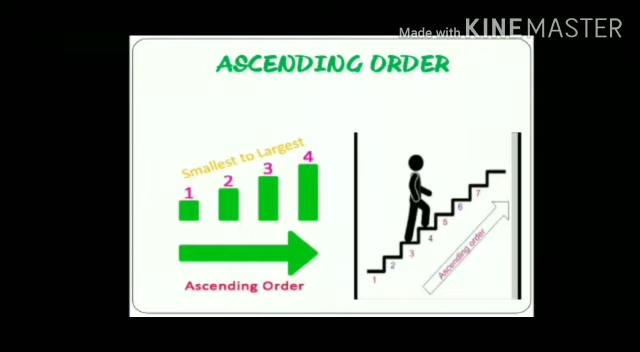 Made with KINEMASTER
ASCENDING ORDER
Smallest to Largest
1 2 3 4
Ascending Order
1 2 3 4 5 6 7
Ascending order